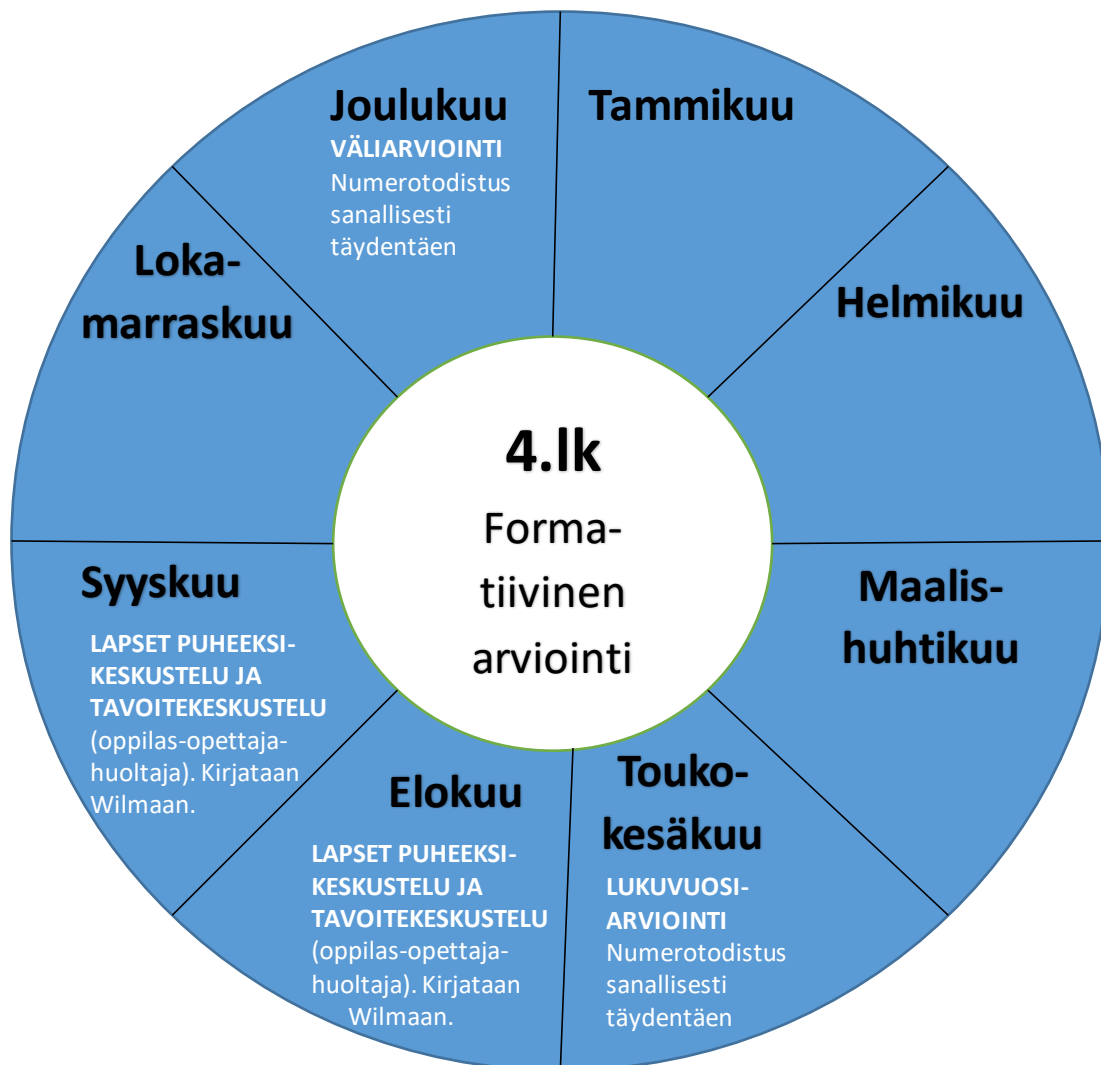 Joulukuu
VÄLIARVIOINTI
Numerotodistus
sanallisesti
täydentäen
Tammikuu
Helmikuu
Maalis-
huhtikuu
Touko-
kesäkuu
LUKUVUOSI-
ARVIOINTI
Numerotodistus
sanallisesti
täydentäen
Elokuu
LAPSET PUHEEKSI-
KESKUSTELU JA
TAVOITEKESKUSTELU
(oppilas-opettaja-
huoltaja). Kirjataan
Wilmaan.
Syyskuu
LAPSET PUHEEKSI-
KESKUSTELU JA
TAVOITEKESKUSTELU
(oppilas-opettaja-
huoltaja). Kirjataan
Wilmaan.
Loka-
marraskuu
4.lk
Forma-
tiivinen
arviointi